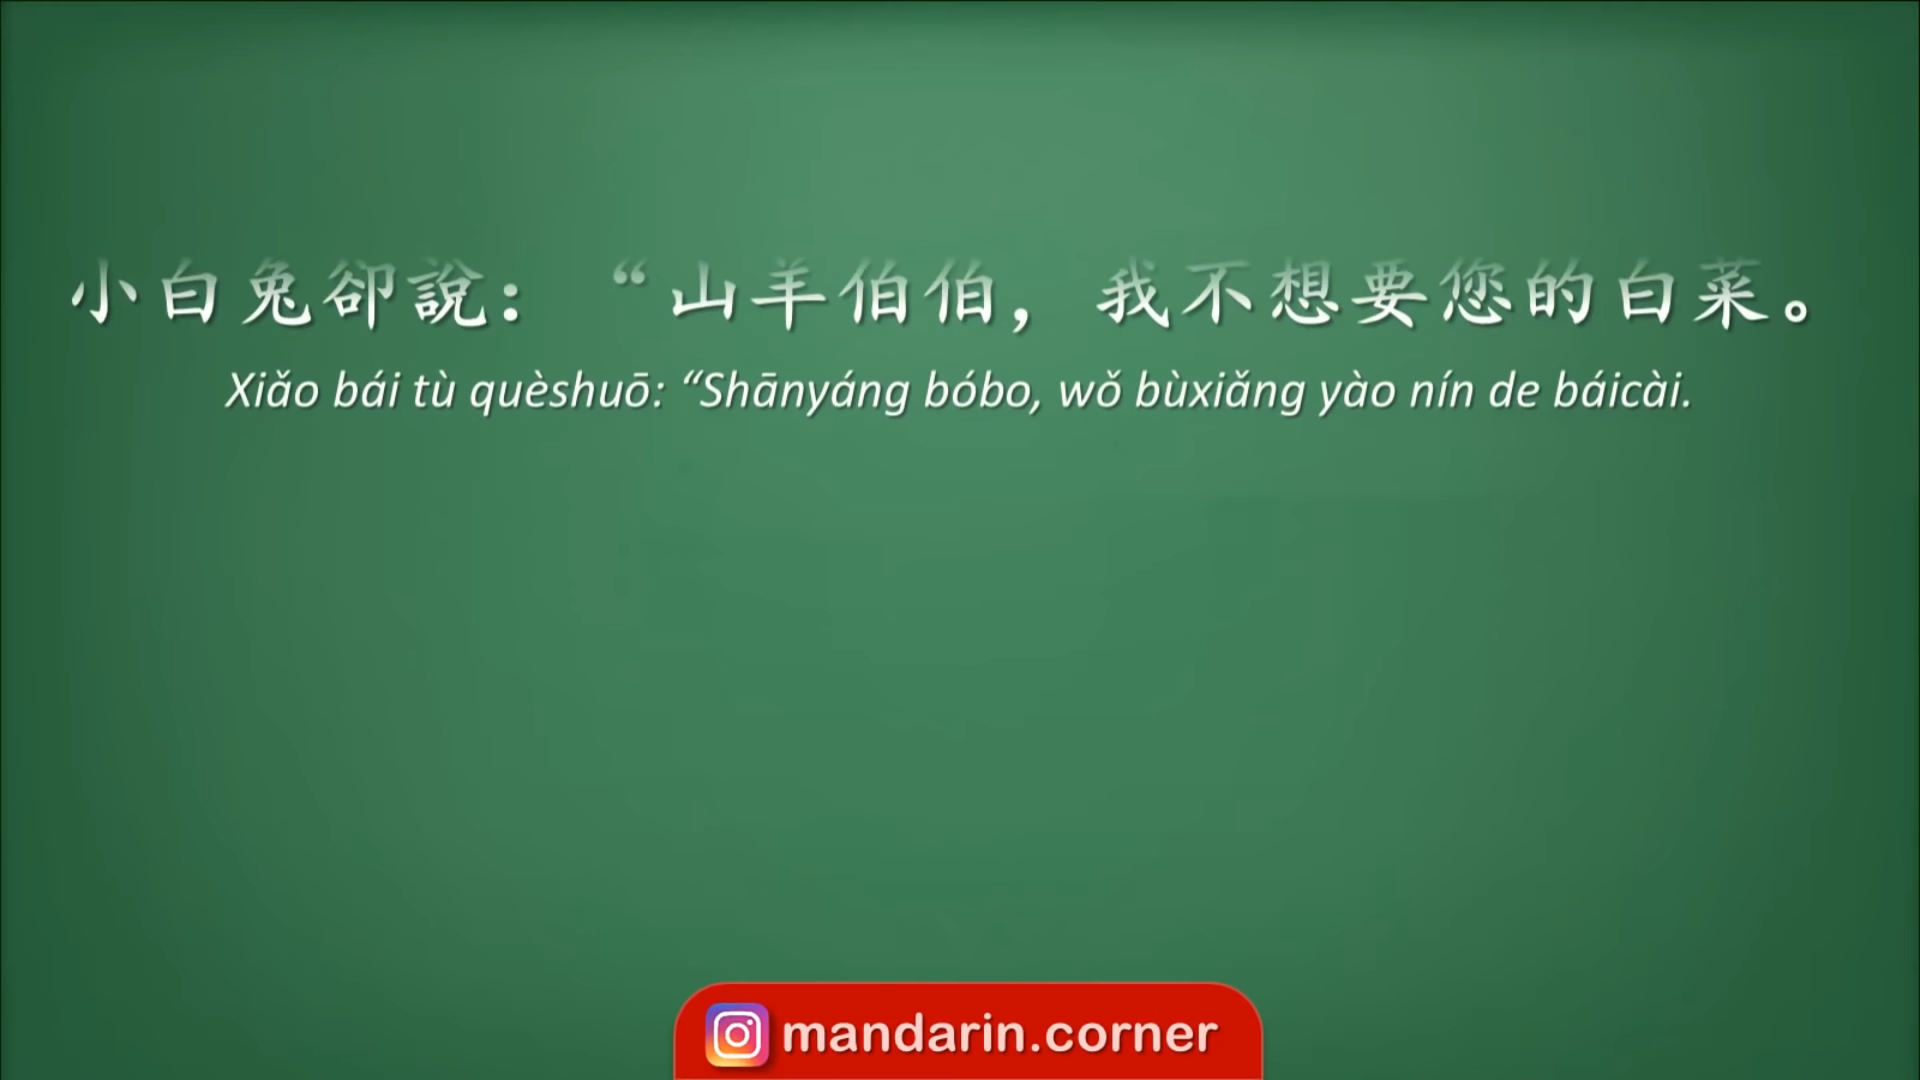 小白兔卻說：“山羊伯伯，我不想要您的白菜。
Xiǎo bái tù quèshuō: “Shānyáng bóbo, wǒ bùxiǎng yào nín de báicài.
mandarin.corner